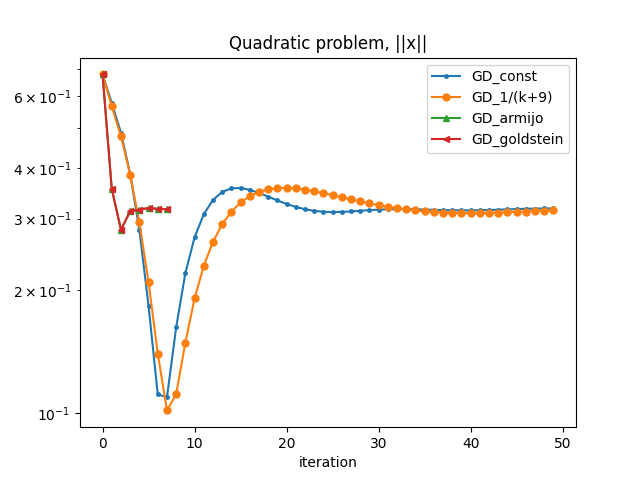 Quadratic problem, ||x||
GD_const
GD_1/(k+9)
GD_armijo
GD_goldstein
6 × 10⁻¹
4 × 10⁻¹
3 × 10⁻¹
2 × 10⁻¹
10⁻¹
0 10 20 30 40 50
iteration